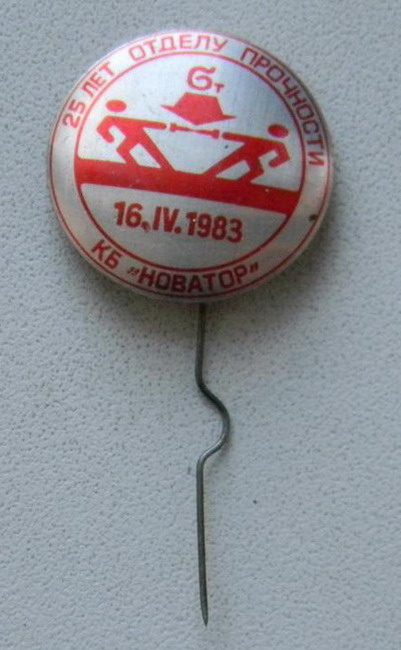 25 ЛЕТ ОТДЕЛУ ПРОЧНОСТИ
σт
16.IV.1983
КБ „НОВАТОР"